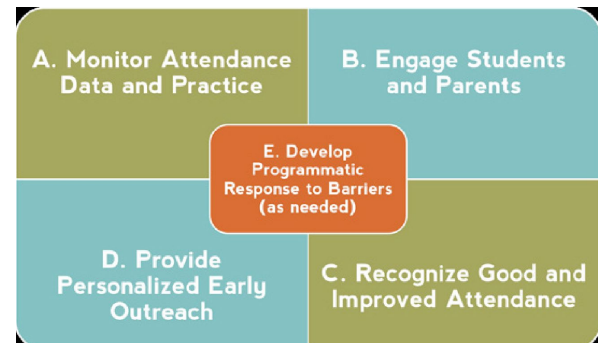 A. Monitor Attendance
Data and Practice
B. Engage Students
and Parents
E. Develop
Programmatic
Response to Barriers
(as needed)
D. Provide
Personalized Early
Outreach
C. Recognize Good and
Improved Attendance